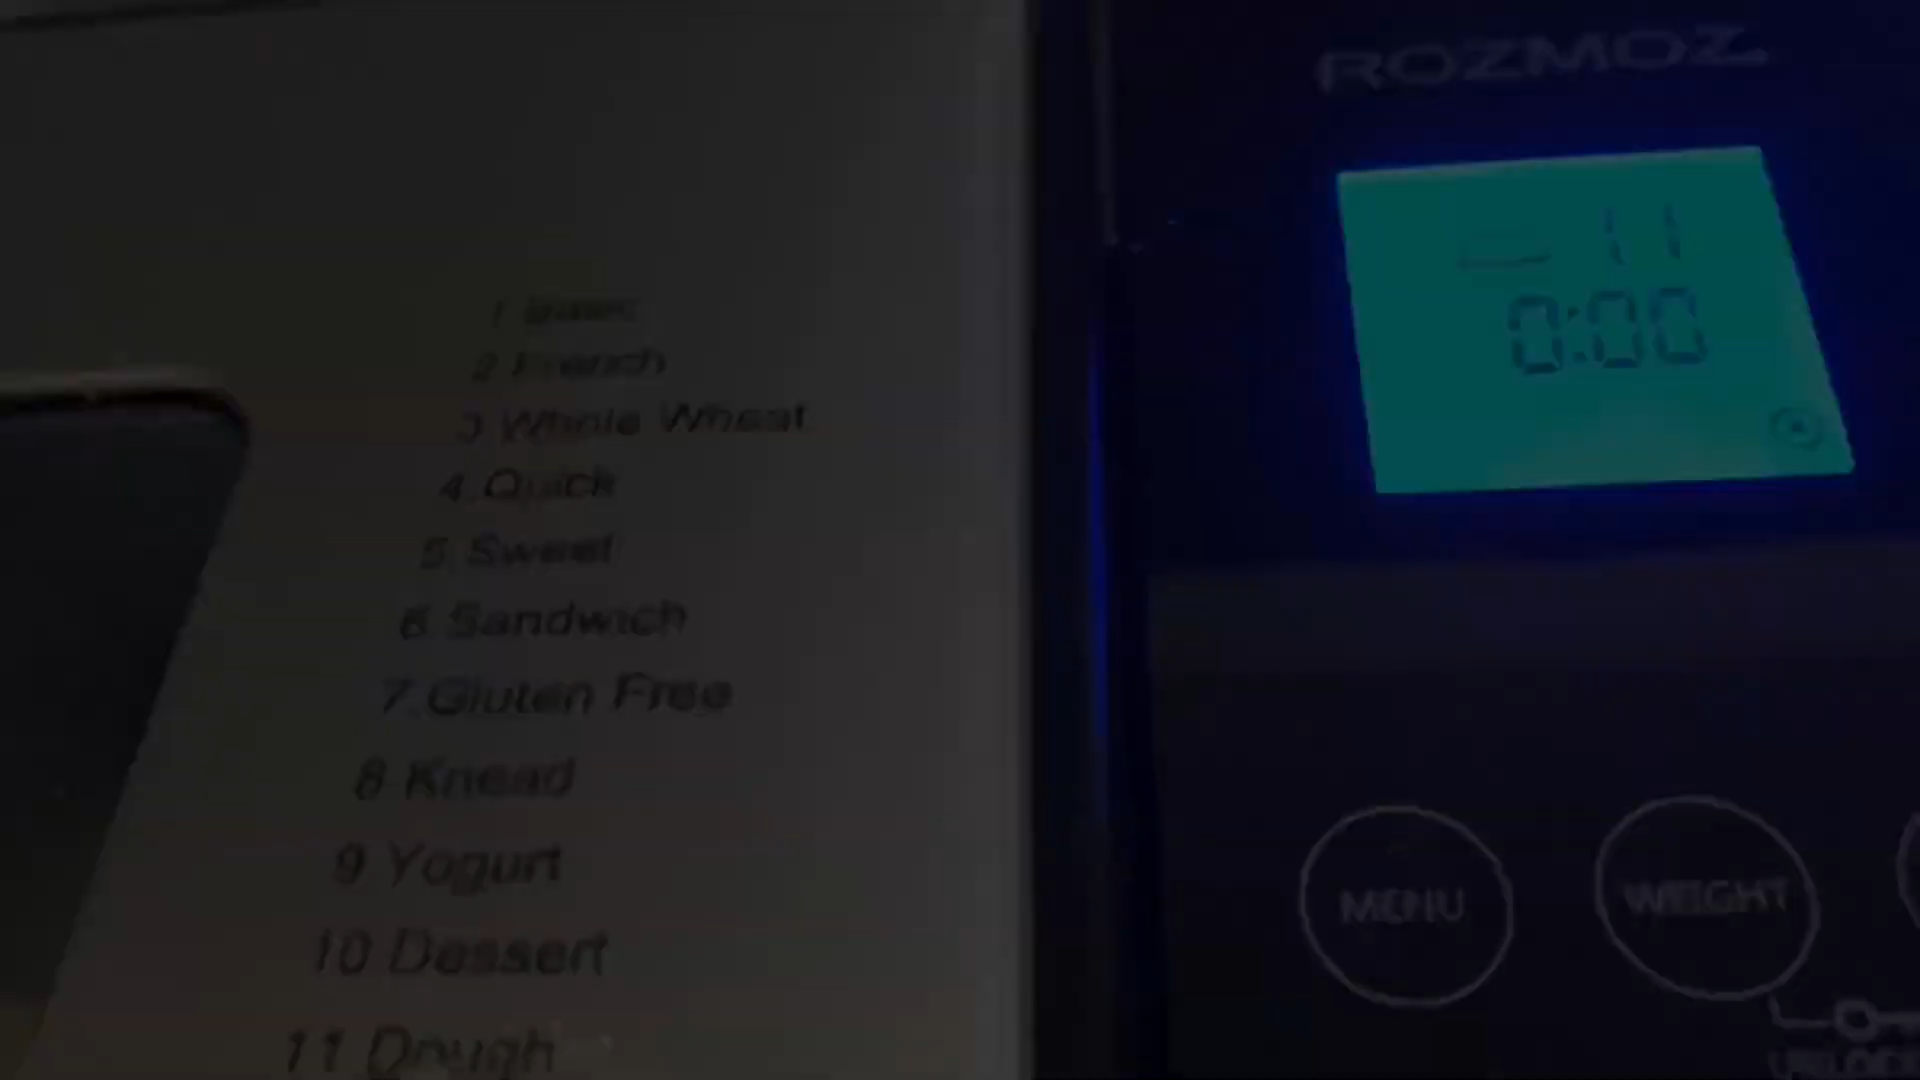 1 Basic
2 French
3 Whole Wheat
4.Quick
5.Sweet
6.Sandwich
7.Gluten Free
8 Knead
9 Yogurt
10 Dessert
11 Dough
ROZMOZ
11
0:00
MENU
WEIGHT